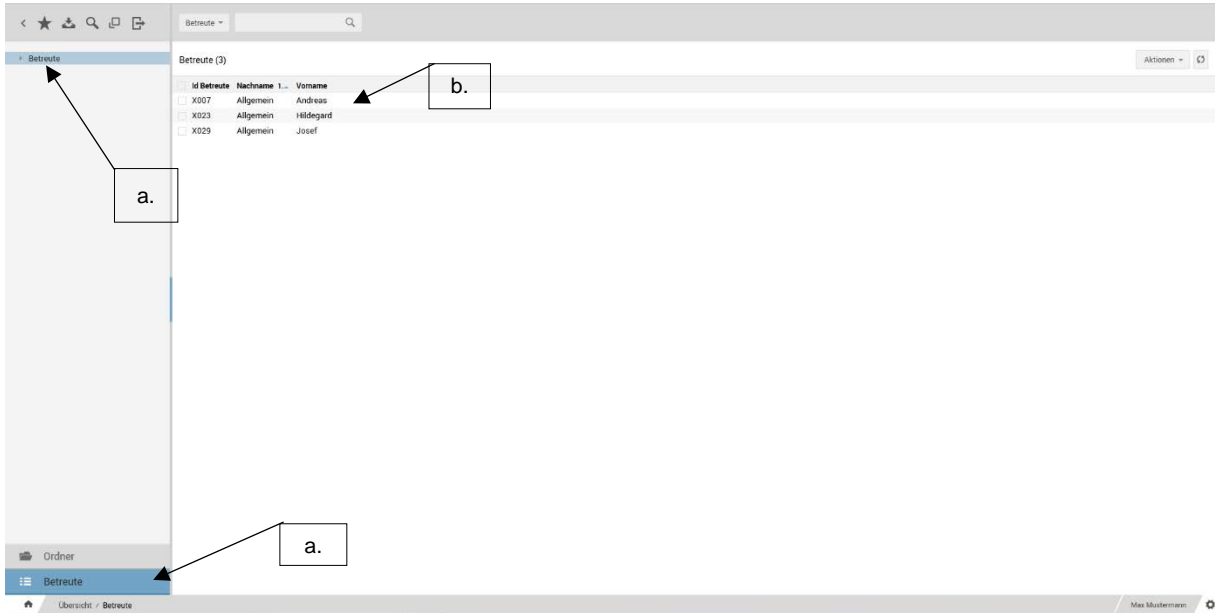 Betreute
Betreute
Betreute (3)
Aktionen
Id Betreute Nachname 1... Vorname
X007 Allgemein Andreas
X023 Allgemein Hildegard
X029 Allgemein Josef
b.
a.
a.
Ordner
Betreute
Übersicht / Betreute
Max Mustermann